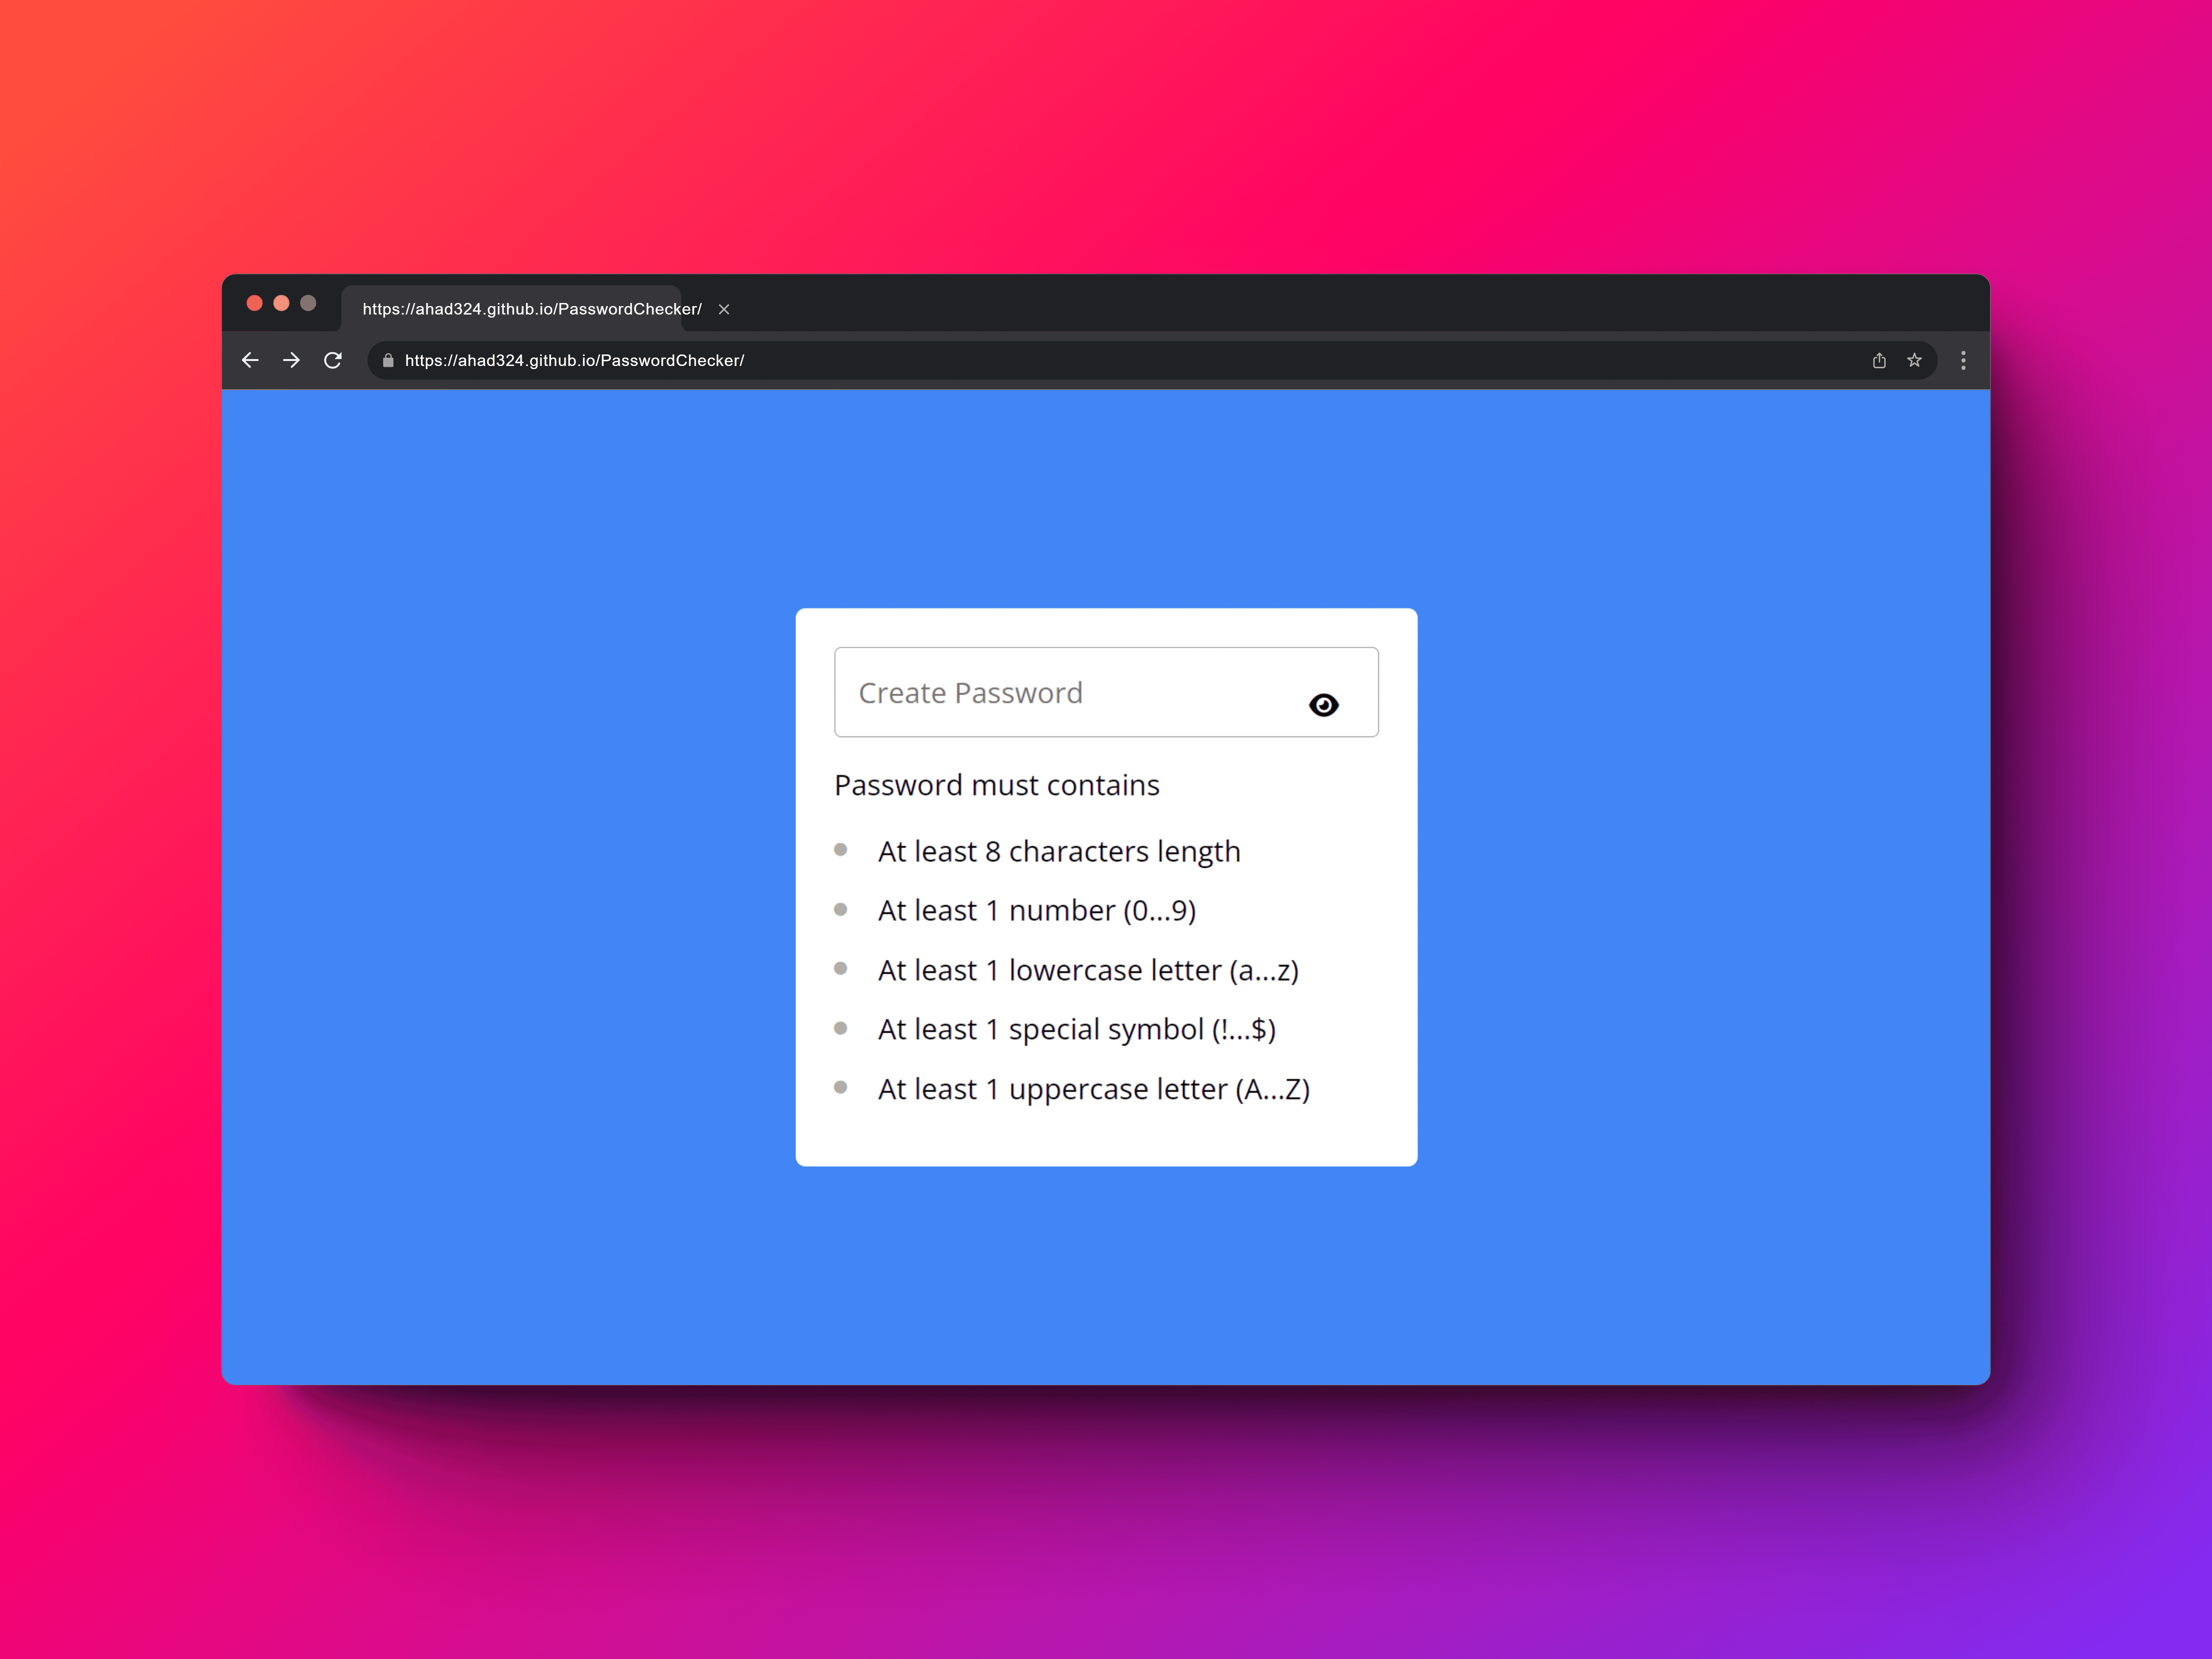 https://ahad324.github.io/PasswordChecker/
https://ahad324.github.io/PasswordChecker/
Create Password
Password must contains
At least 8 characters length
At least 1 number (0...9)
At least 1 lowercase letter (a...z)
At least 1 special symbol (!...$)
At least 1 uppercase letter (A...Z)